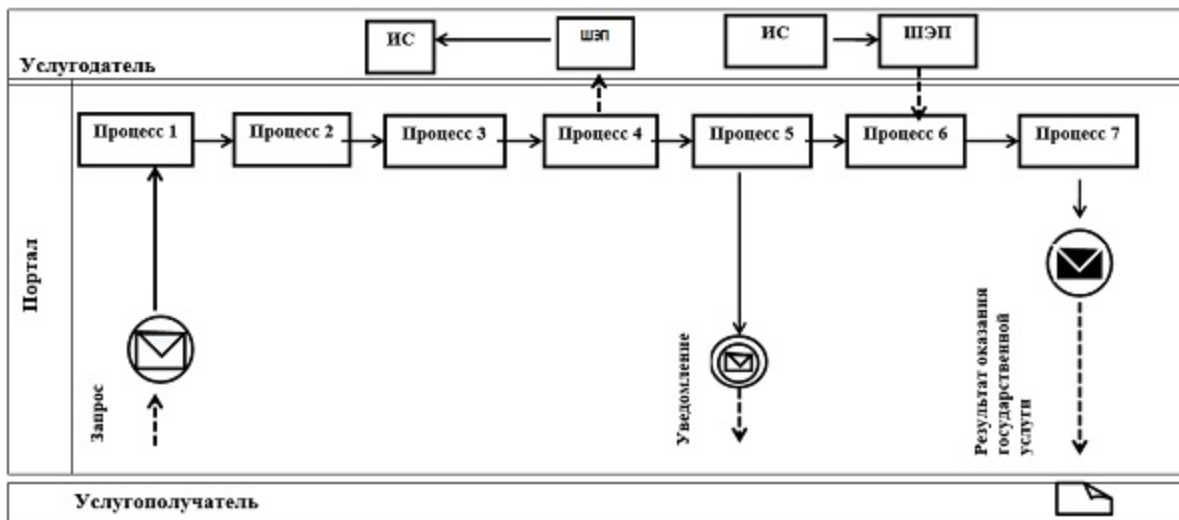 ИС
ШЭП
ИС
ШЭП
Услугодатель
Процесс 1
Процесс 2
Процесс 3
Процесс 4
Процесс 5
Процесс 6
Процесс 7
Портал
Запрос
Уведомление
Результат оказания
государственной
услуги
Услугополучатель